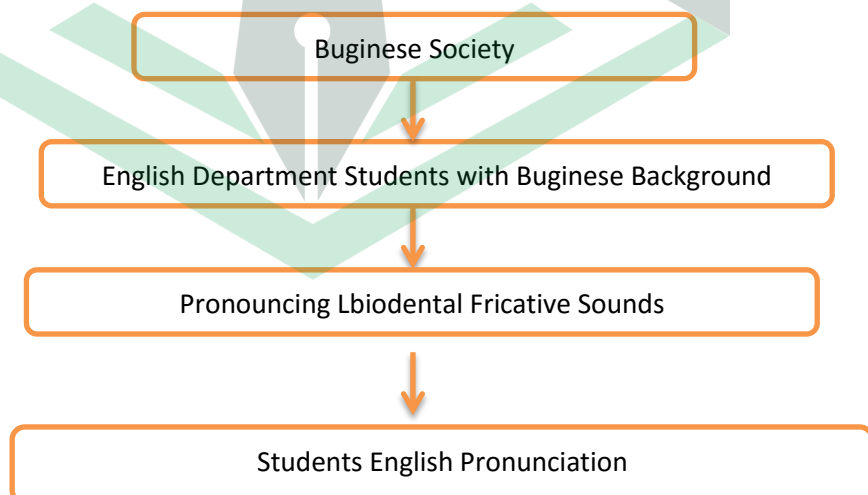 Buginese Society
English Department Students with Buginese Background
Pronouncing Lbiodental Fricative Sounds
Students English Pronunciation